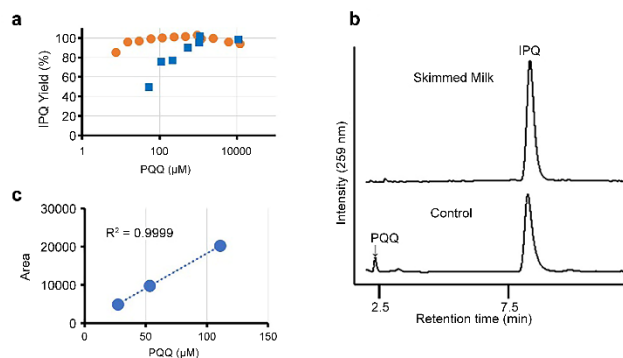 a
IPQ Yield (%)
120
100
80
60
40
20
0
1
100
10000
PQQ (μM)
b
IPQ
Skimmed Milk
Control
PQQ
Intensity (259 nm)
2.5
7.5
Retention time (min)
c
R² = 0.9999
Area
30000
20000
10000
0
0
50
100
150
PQQ (μM)